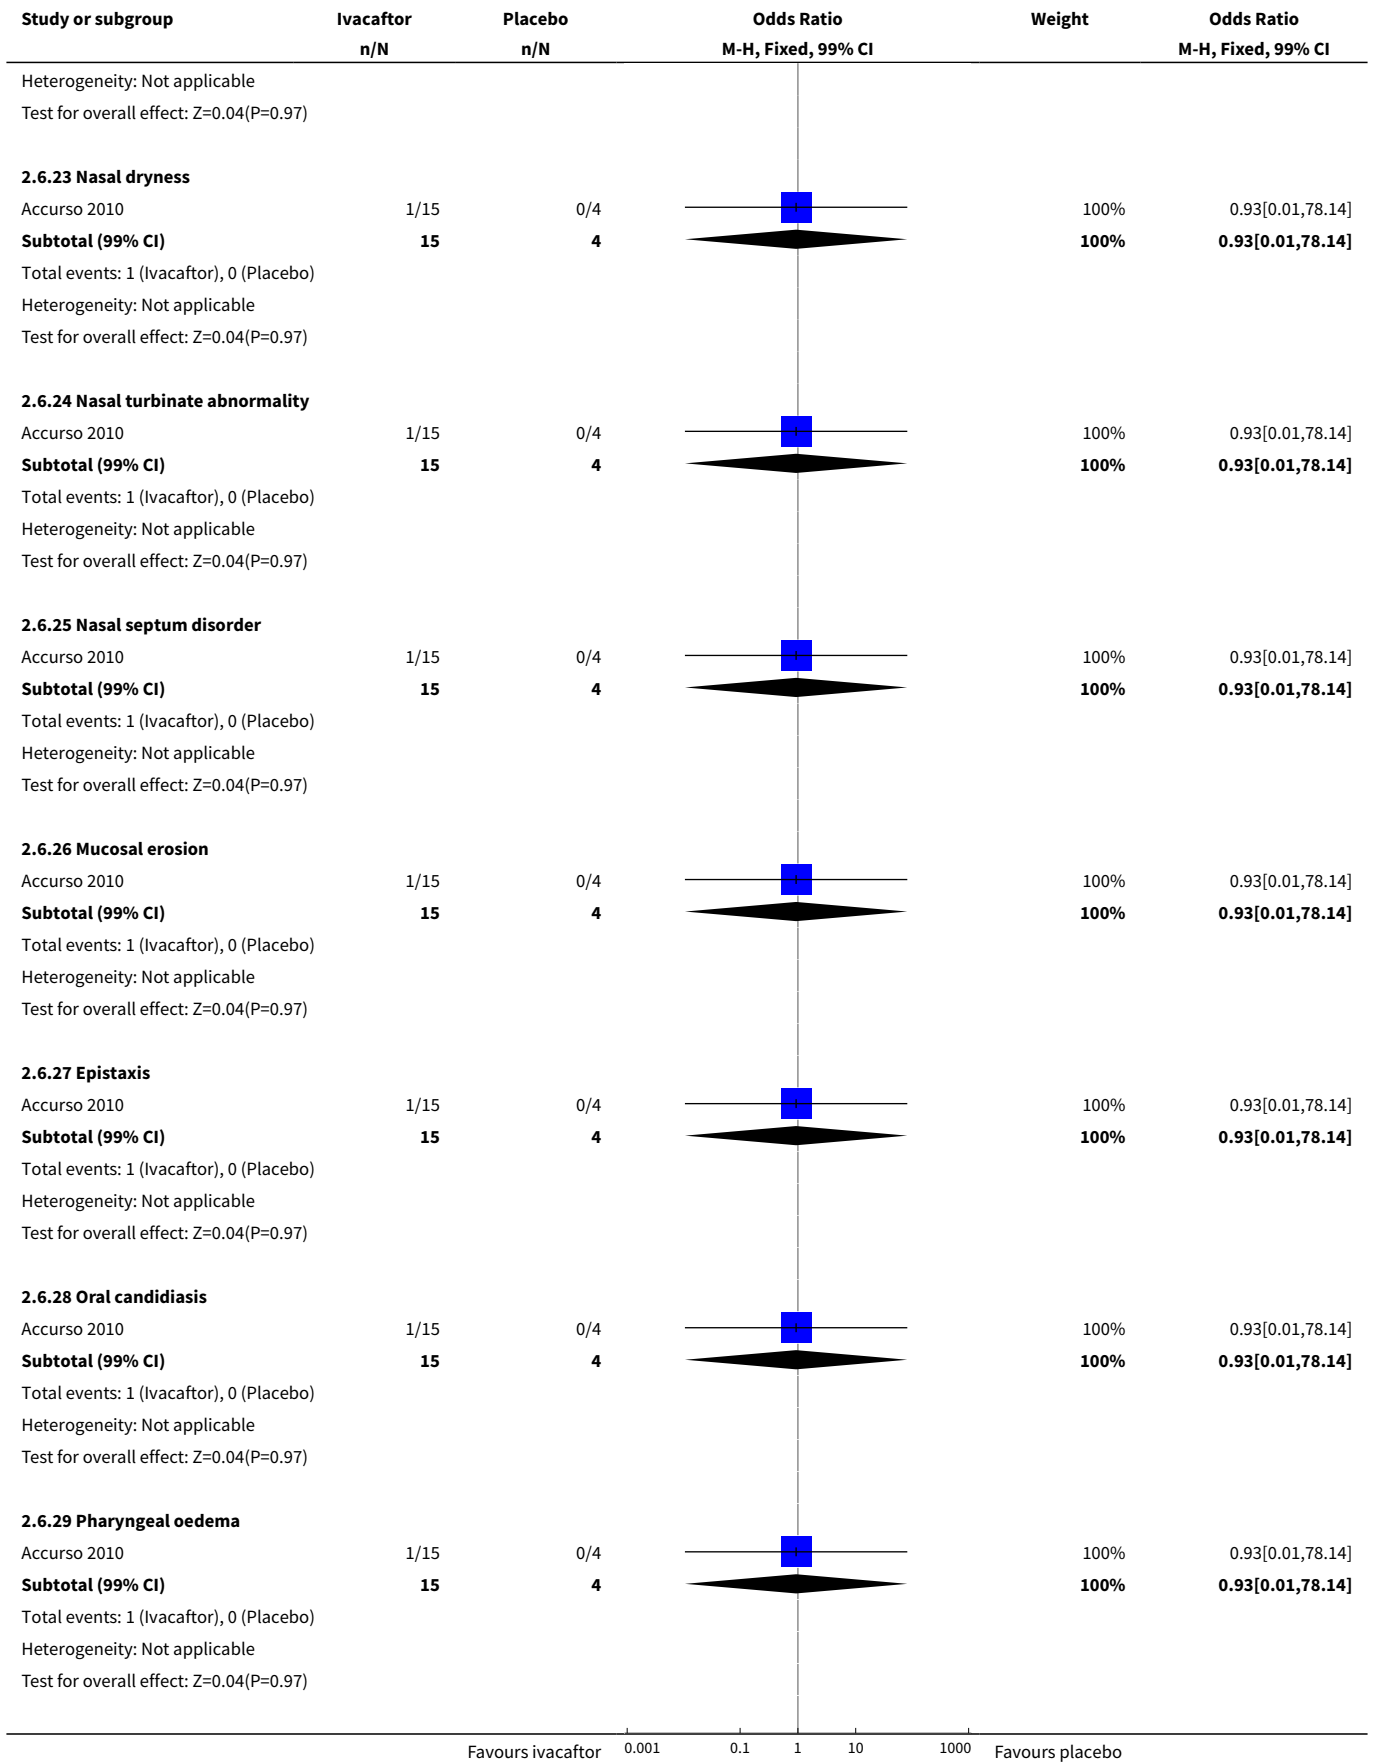 Study or subgroup Ivacaftor Placebo Odds Ratio Weight Odds Ratio
n/N n/N M-H, Fixed, 99% CI M-H, Fixed, 99% CI
Heterogeneity: Not applicable
Test for overall effect: Z=0.04(P=0.97)
2.6.23 Nasal dryness
Accurso 2010 1/15 0/4 100% 0.93[0.01,78.14]
Subtotal (99% CI) 15 4 100% 0.93[0.01,78.14]
Total events: 1 (Ivacaftor), 0 (Placebo)
Heterogeneity: Not applicable
Test for overall effect: Z=0.04(P=0.97)
2.6.24 Nasal turbinate abnormality
Accurso 2010 1/15 0/4 100% 0.93[0.01,78.14]
Subtotal (99% CI) 15 4 100% 0.93[0.01,78.14]
Total events: 1 (Ivacaftor), 0 (Placebo)
Heterogeneity: Not applicable
Test for overall effect: Z=0.04(P=0.97)
2.6.25 Nasal septum disorder
Accurso 2010 1/15 0/4 100% 0.93[0.01,78.14]
Subtotal (99% CI) 15 4 100% 0.93[0.01,78.14]
Total events: 1 (Ivacaftor), 0 (Placebo)
Heterogeneity: Not applicable
Test for overall effect: Z=0.04(P=0.97)
2.6.26 Mucosal erosion
Accurso 2010 1/15 0/4 100% 0.93[0.01,78.14]
Subtotal (99% CI) 15 4 100% 0.93[0.01,78.14]
Total events: 1 (Ivacaftor), 0 (Placebo)
Heterogeneity: Not applicable
Test for overall effect: Z=0.04(P=0.97)
2.6.27 Epistaxis
Accurso 2010 1/15 0/4 100% 0.93[0.01,78.14]
Subtotal (99% CI) 15 4 100% 0.93[0.01,78.14]
Total events: 1 (Ivacaftor), 0 (Placebo)
Heterogeneity: Not applicable
Test for overall effect: Z=0.04(P=0.97)
2.6.28 Oral candidiasis
Accurso 2010 1/15 0/4 100% 0.93[0.01,78.14]
Subtotal (99% CI) 15 4 100% 0.93[0.01,78.14]
Total events: 1 (Ivacaftor), 0 (Placebo)
Heterogeneity: Not applicable
Test for overall effect: Z=0.04(P=0.97)
2.6.29 Pharyngeal oedema
Accurso 2010 1/15 0/4 100% 0.93[0.01,78.14]
Subtotal (99% CI) 15 4 100% 0.93[0.01,78.14]
Total events: 1 (Ivacaftor), 0 (Placebo)
Heterogeneity: Not applicable
Test for overall effect: Z=0.04(P=0.97)
Favours ivacaftor 0.001 0.1 1 10 1000 Favours placebo